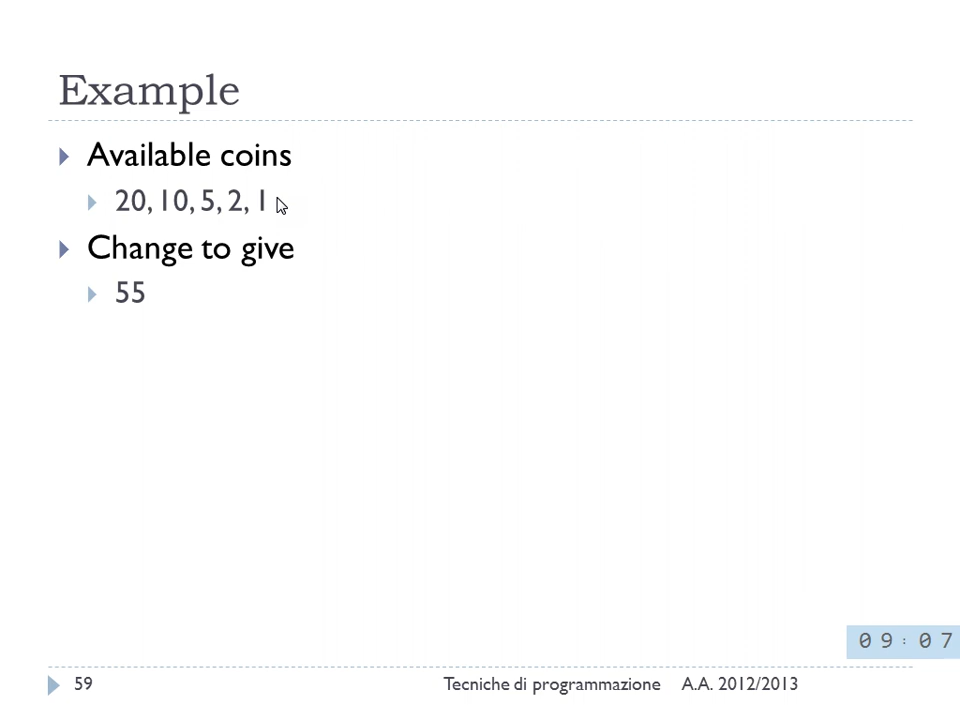 Example
Available coins
20, 10, 5, 2, 1
Change to give
55
09:07
59 Tecniche di programmazione A.A. 2012/2013